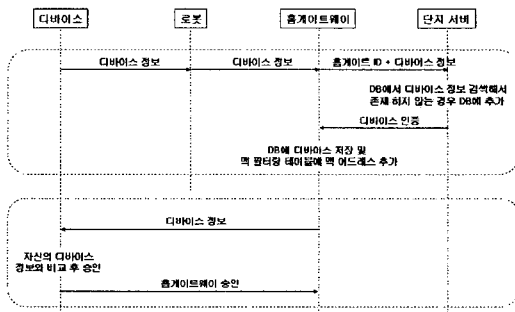 디바이스 로봇 홈게이트웨이 단지 서버
디바이스 정보 디바이스 정보 홈게이트 ID + 디바이스 정보
DB에서 디바이스 정보 검색해서
존재 하지 않는 경우 DB에 추가
디바이스 인증
DB에 디바이스 저장 및
맥 필터링 테이블에 맥 어드레스 추가
디바이스 정보
자신의 디바이스
정보와 비교 후 승인
홈게이트웨이 승인